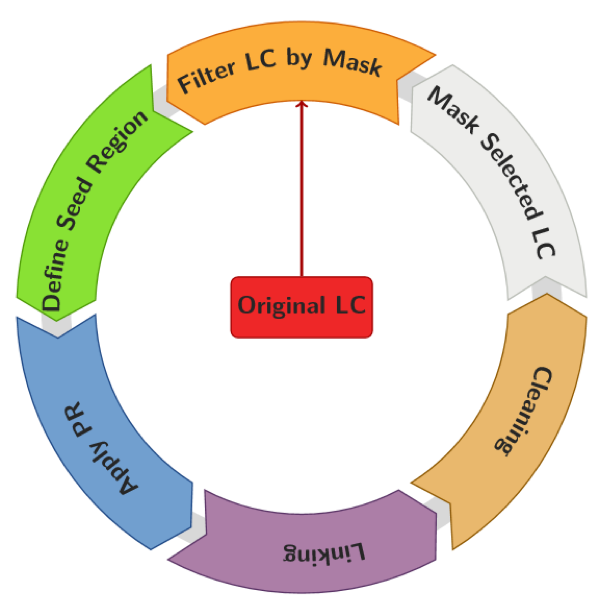 Filter LC by Mask
Mask Selected LC
Define Seed Region
Original LC
Cleaning
Apply PR
Linking